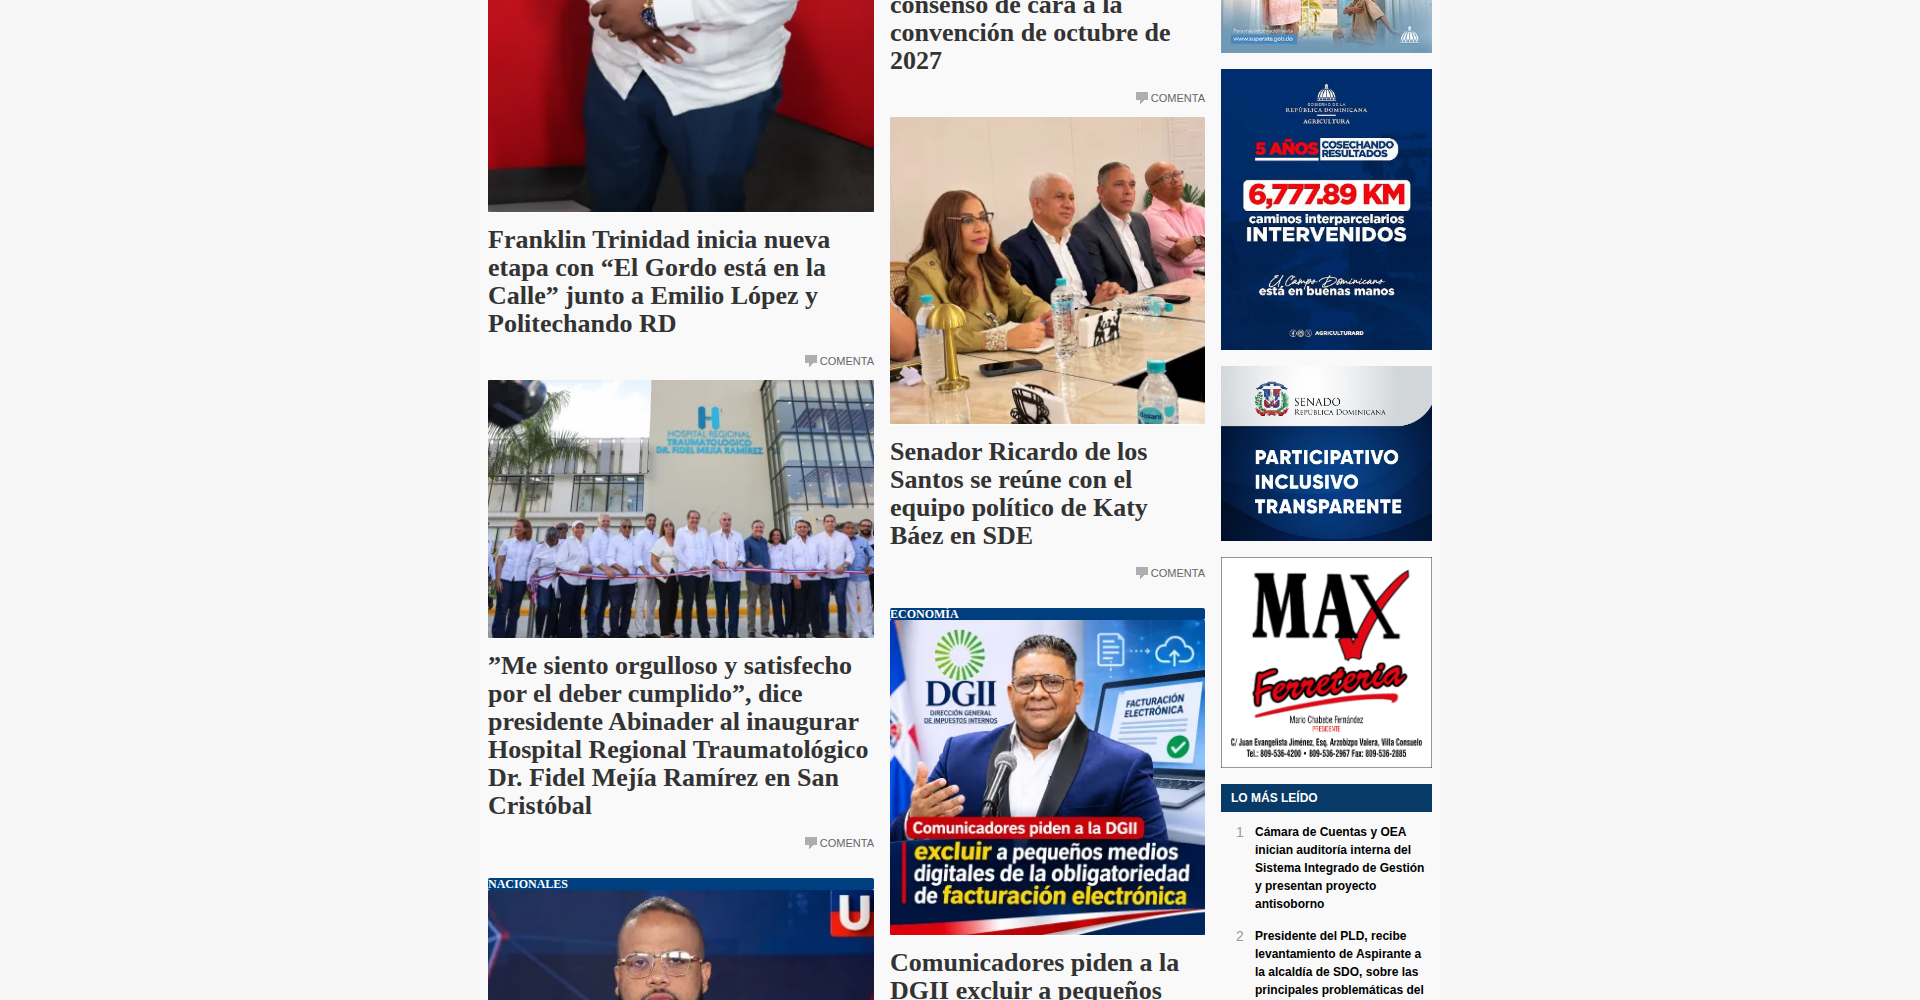 Franklin Trinidad inicia nueva
etapa con “El Gordo está en la
Calle” junto a Emilio López y
Politechando RD
COMENTA
HOSPITAL REGIONAL
TRAUMATOLÓGICO
DR. FIDEL MEJÍA RAMÍREZ
”Me siento orgulloso y satisfecho
por el deber cumplido”, dice
presidente Abinader al inaugurar
Hospital Regional Traumatológico
Dr. Fidel Mejía Ramírez en San
Cristóbal
COMENTA
NACIONALES
U
consenso de cara a la
convención de octubre de
2027
COMENTA
dasani
Senador Ricardo de los
Santos se reúne con el
equipo político de Katy
Báez en SDE
COMENTA
ECONOMÍA
DGII
DIRECCIÓN GENERAL
DE IMPUESTOS INTERNOS
FACTURACIÓN
ELECTRÓNICA
Comunicadores piden a la DGII
excluir a pequeños medios
digitales de la obligatoriedad
de facturación electrónica
Comunicadores piden a la
DGII excluir a pequeños
www.superate.gob.do
GOBIERNO DE LA
REPÚBLICA DOMINICANA
AGRICULTURA
5 AÑOS COSECHANDO
RESULTADOS
6,777.89 KM
caminos interparcelarios
INTERVENIDOS
El Campo Dominicano
está en buenas manos
AGRICULTURARD
SENADO
REPÚBLICA DOMINICANA
PARTICIPATIVO
INCLUSIVO
TRANSPARENTE
MAX
Ferreteria
Mario Chabebe Fernández
PRESIDENTE
C/ Juan Evangelista Jiménez, Esq. Arzobizpo Valera, Villa Consuelo
Tel.: 809-536-4200 • 809-536-2967 Fax: 809-536-2885
LO MÁS LEÍDO
1 Cámara de Cuentas y OEA
inician auditoría interna del
Sistema Integrado de Gestión
y presentan proyecto
antisoborno
2 Presidente del PLD, recibe
levantamiento de Aspirante a
la alcaldía de SDO, sobre las
principales problemáticas del